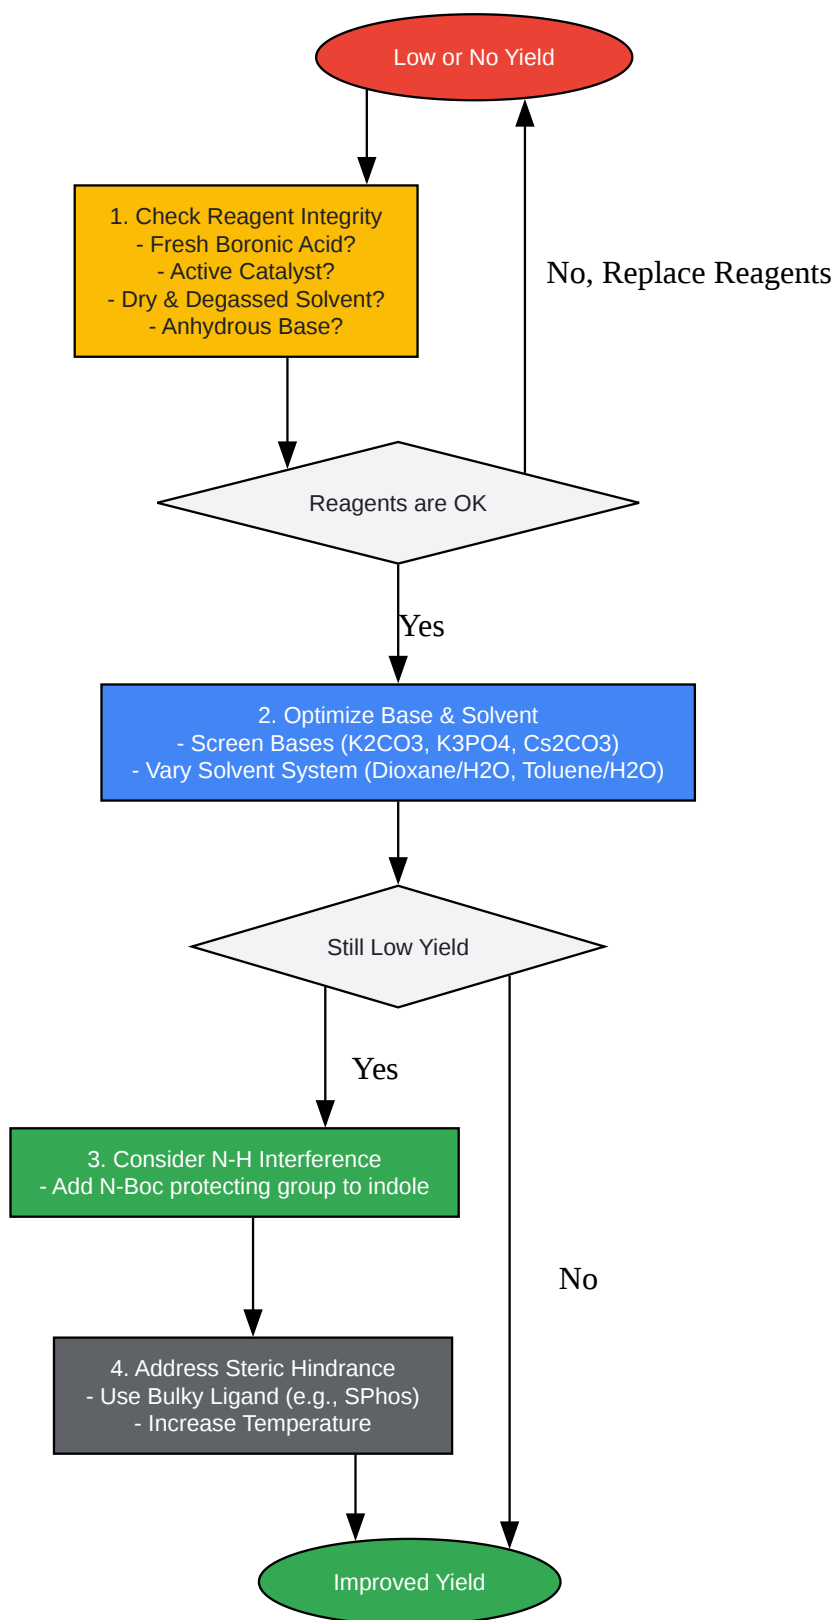 Low or No Yield
1. Check Reagent Integrity
- Fresh Boronic Acid?
- Active Catalyst?
- Dry & Degassed Solvent?
- Anhydrous Base?
No, Replace Reagents
Reagents are OK
Yes
2. Optimize Base & Solvent
- Screen Bases (K2CO3, K3PO4, Cs2CO3)
- Vary Solvent System (Dioxane/H2O, Toluene/H2O)
Still Low Yield
Yes
3. Consider N-H Interference
- Add N-Boc protecting group to indole
No
4. Address Steric Hindrance
- Use Bulky Ligand (e.g., SPhos)
- Increase Temperature
Improved Yield